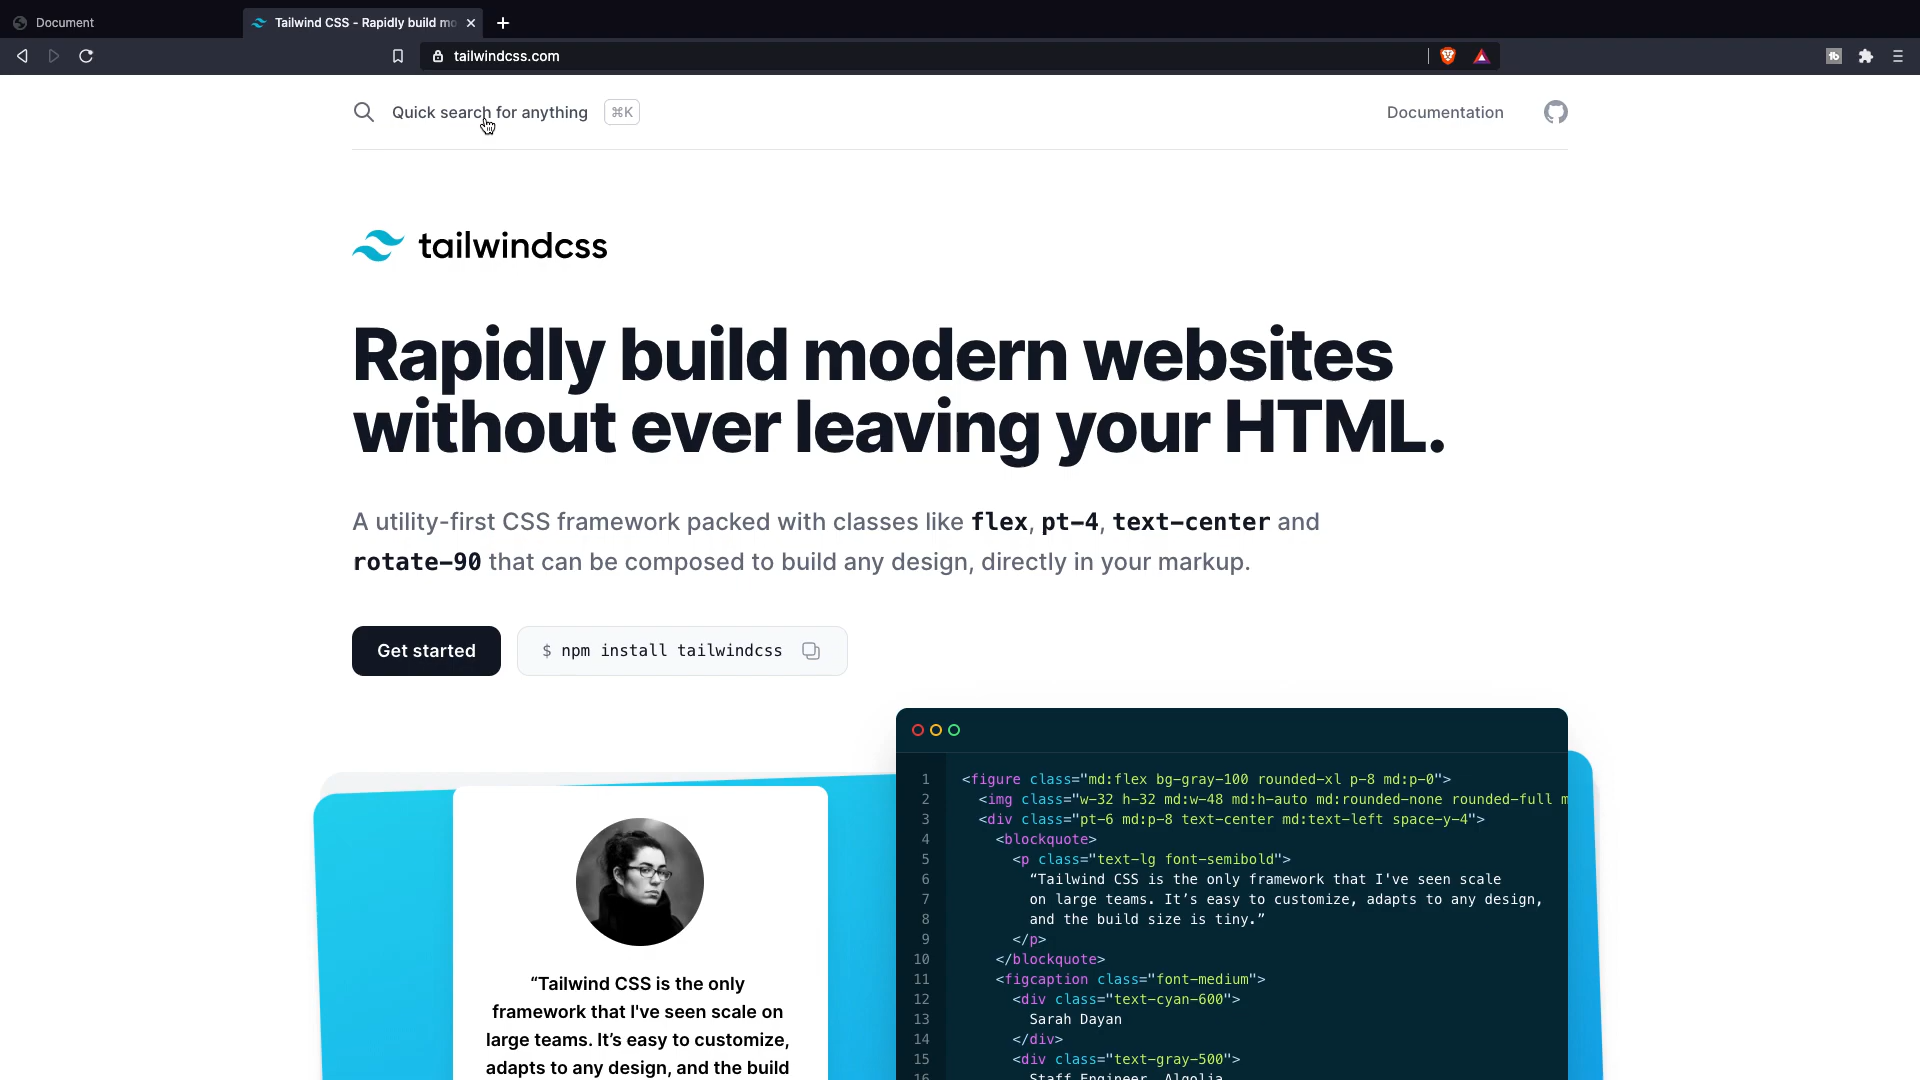 Document
Tailwind CSS - Rapidly build mo
tailwindcss.com
Quick search for anything ⌘K
Documentation
tailwindcss
Rapidly build modern websites
without ever leaving your HTML.
A utility-first CSS framework packed with classes like flex, pt-4, text-center and
rotate-90 that can be composed to build any design, directly in your markup.
Get started
$ npm install tailwindcss
“Tailwind CSS is the only
framework that I've seen scale on
large teams. It’s easy to customize,
adapts to any design, and the build
1 <figure class="md:flex bg-gray-100 rounded-xl p-8 md:p-0">
2 <img class="w-32 h-32 md:w-48 md:h-auto md:rounded-none rounded-full m
3 <div class="pt-6 md:p-8 text-center md:text-left space-y-4">
4 <blockquote>
5 <p class="text-lg font-semibold">
6 “Tailwind CSS is the only framework that I've seen scale
7 on large teams. It’s easy to customize, adapts to any design,
8 and the build size is tiny.”
9 </p>
10 </blockquote>
11 <figcaption class="font-medium">
12 <div class="text-cyan-600">
13 Sarah Dayan
14 </div>
15 <div class="text-gray-500">
16 Staff Engineer, Algolia